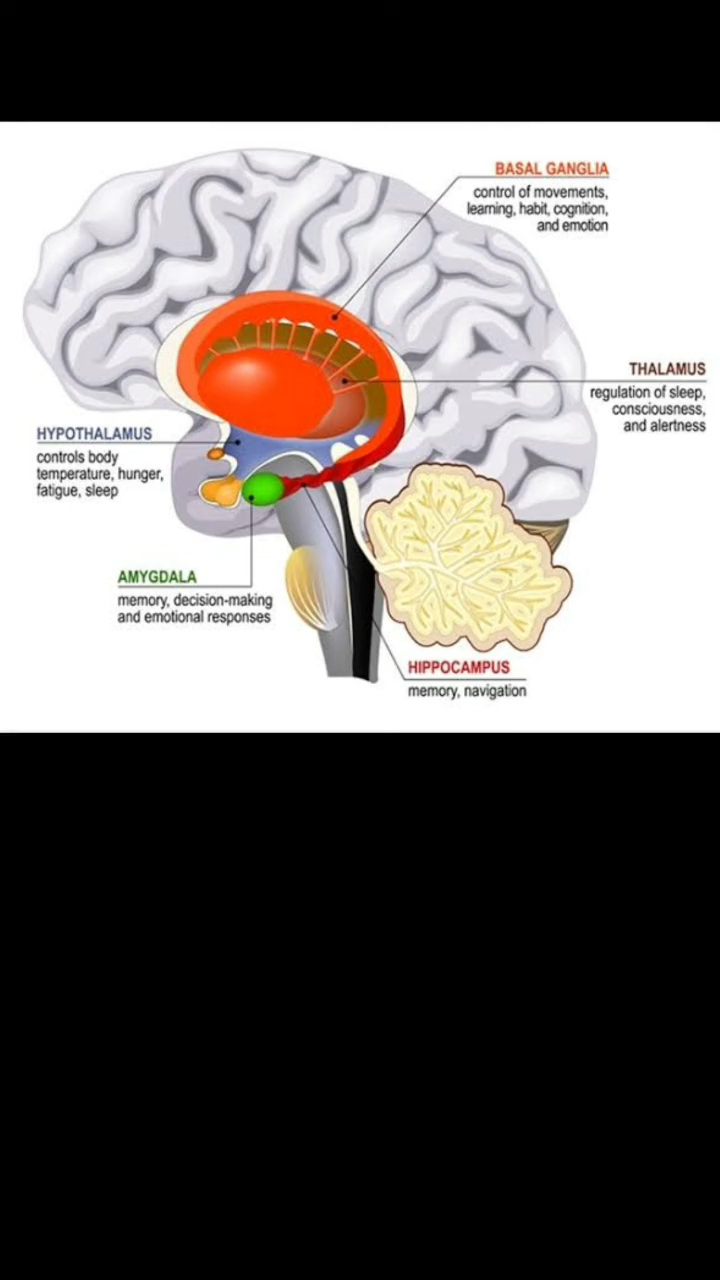 BASAL GANGLIA
control of movements,
learning, habit, cognition,
and emotion
THALAMUS
regulation of sleep,
consciousness,
and alertness
HYPOTHALAMUS
controls body
temperature, hunger,
fatigue, sleep
AMYGDALA
memory, decision-making
and emotional responses
HIPPOCAMPUS
memory, navigation